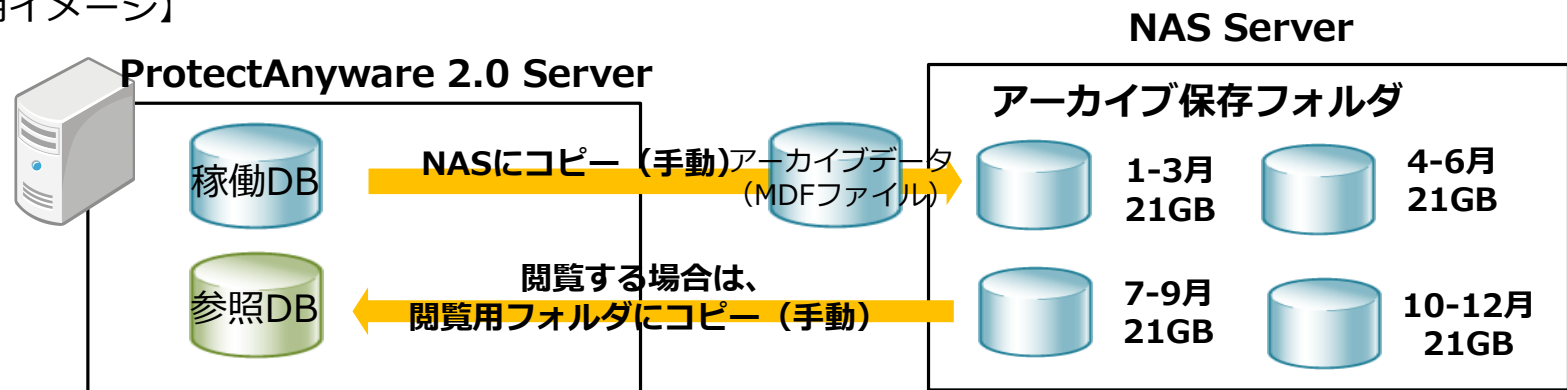 用イメージ】
NAS Server
ProtectAnyware 2.0 Server
アーカイブ保存フォルダ
稼働DB
NASにコピー（手動）
アーカイブデータ
（MDFファイル）
1-3月
21GB
4-6月
21GB
参照DB
閲覧する場合は、
閲覧用フォルダにコピー（手動）
7-9月
21GB
10-12月
21GB